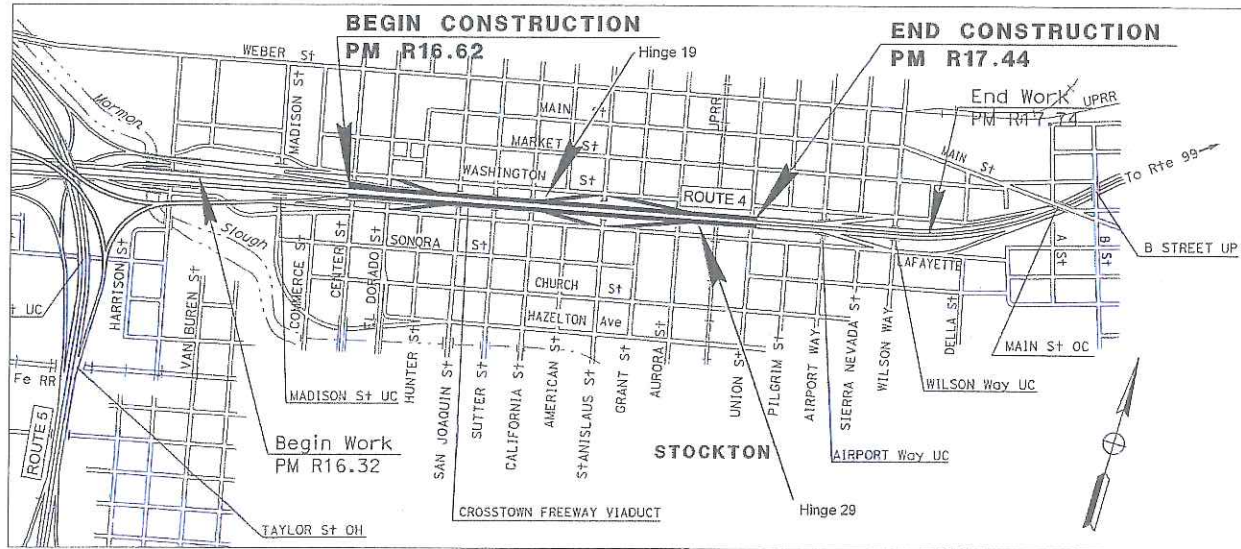 BEGIN CONSTRUCTION
PM R16.62
Hinge 19
END CONSTRUCTION
PM R17.44
WEBER St
MADISON St
Mormon
MAIN St
UPRR
End Work
PM R17.74
UPRR
MARKET St
MAIN St
WASHINGTON St
ROUTE 4
To Rte 99
Slough
SONORA St
LAFAYETTE
A St
B St
B STREET UP
HARRISON St
COMMERCE St
CENTER St
EL DORADO St
CHURCH St
t UC
VAN BUREN St
HAZELTON Ave
DELLA St
MAIN St OC
Fe RR
MADISON St UC
HUNTER St
SAN JOAQUIN St
SUTTER St
CALIFORNIA St
AMERICAN St
StANISLAUS St
GRANT St
AURORA St
UNION St
PILGRIM St
AIRPORT WAY
SIERRA NEVADA St
WILSON WAY
WILSON Way UC
ROUTE 5
Begin Work
PM R16.32
STOCKTON
AIRPORT Way UC
Hinge 29
CROSSTOWN FREEWAY VIADUCT
TAYLOR St OH